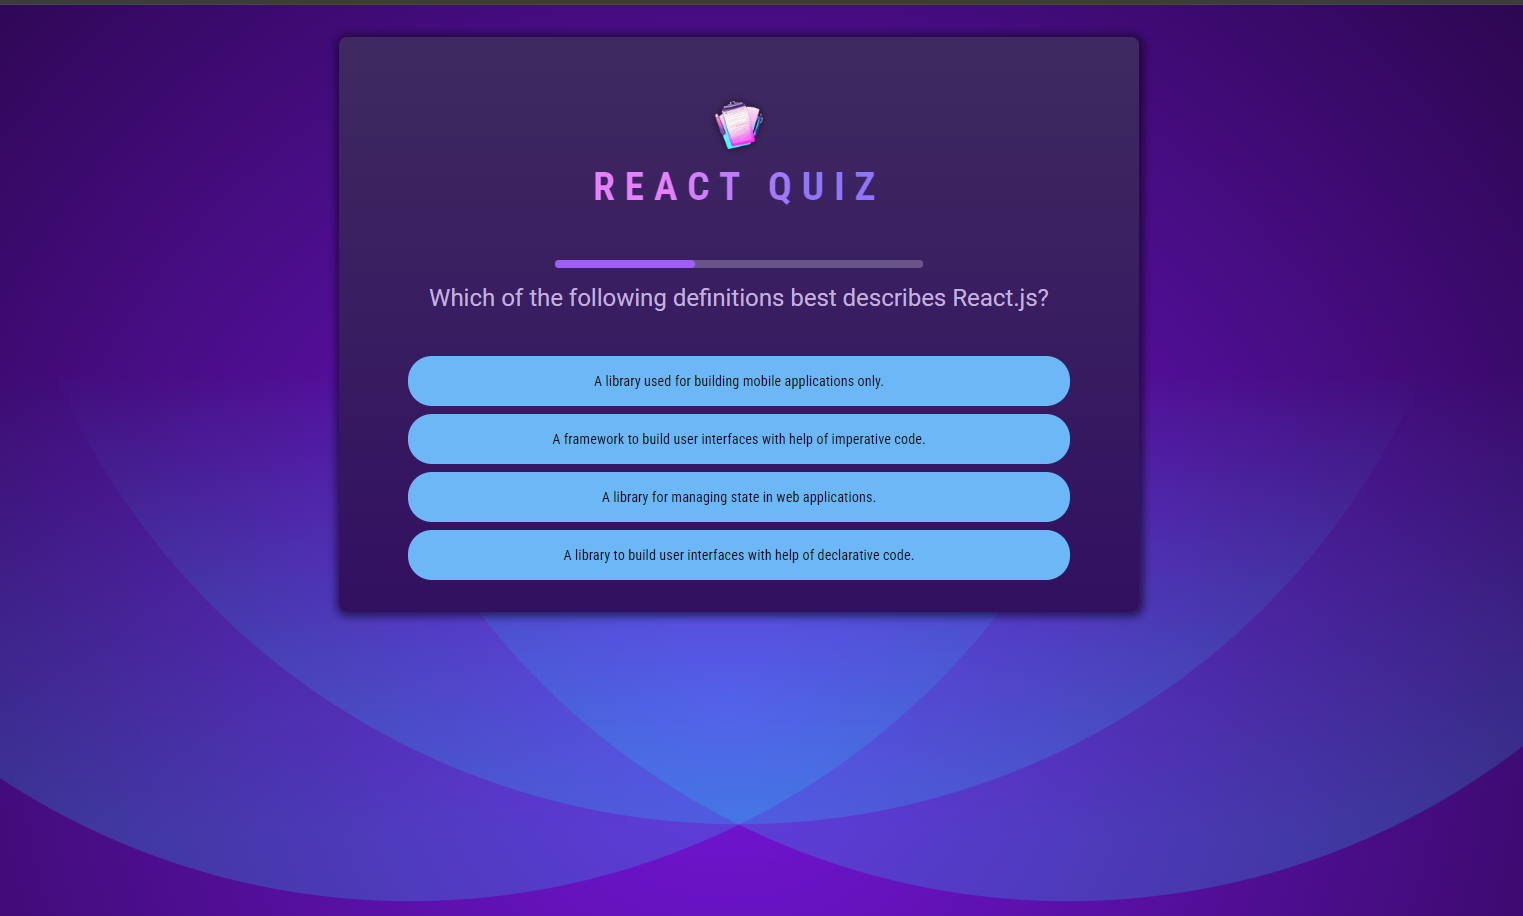 REACT QUIZ
Which of the following definitions best describes React.js?
A library used for building mobile applications only.
A framework to build user interfaces with help of imperative code.
A library for managing state in web applications.
A library to build user interfaces with help of declarative code.